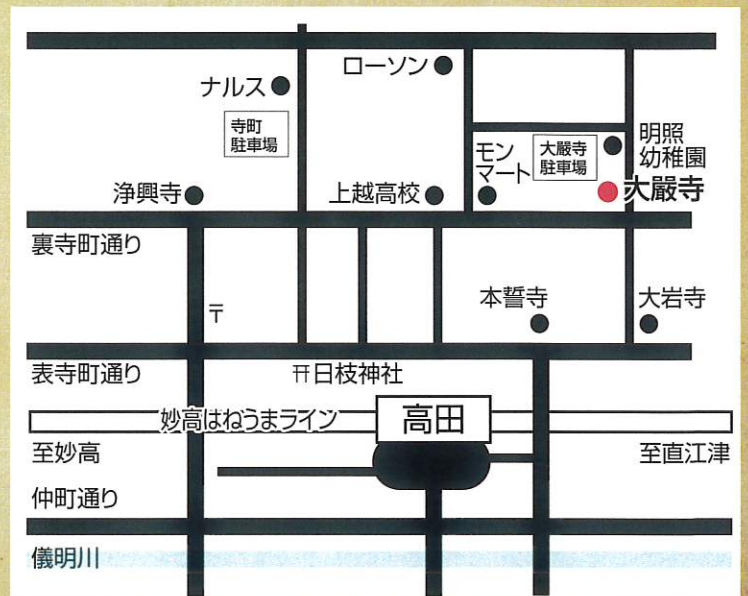 ローソン
ナルス
寺町
駐車場
モン
マート
大嚴寺
駐車場
明照
幼稚園
浄興寺
上越高校
大嚴寺
裏寺町通り
〒
本誓寺
大岩寺
表寺町通り
⛩日枝神社
妙高はねうまライン
高田
至妙高
至直江津
仲町通り
儀明川